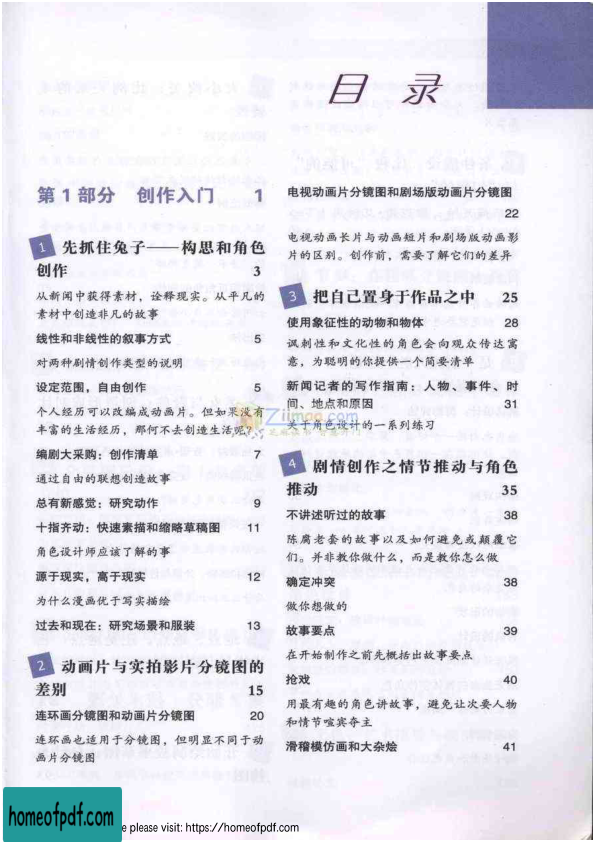 目 录
第1部分 创作入门 1
1 先抓住兔子——构思和角色
创作 3
从新闻中获得素材，诠释现实。从平凡的
素材中创造非凡的故事
线性和非线性的叙事方式 5
对两种剧情创作类型的说明
设定范围，自由创作 5
个人经历可以改编成动画片。但如果没有
丰富的生活经历，那何不去创造生活呢？
编剧大采购：创作清单 7
通过自由的联想创造故事
总有新感觉：研究动作 9
十指齐动：快速素描和缩略草稿图 11
角色设计师应该了解的事
源于现实，高于现实 12
为什么漫画优于写实描绘
过去和现在：研究场景和服装 13
2 动画片与实拍影片分镜图的
差别 15
连环画分镜图和动画片分镜图 20
连环画也适用于分镜图，但明显不同于动
画片分镜图
电视动画片分镜图和剧场版动画片分镜图
22
电视动画长片与动画短片和剧场版动画影
片的区别。创作前，需要了解它们的差异
3 把自己置身于作品之中 25
使用象征性的动物和物体 28
讽刺性和文化性的角色会向观众传达寓
意，为聪明的你提供一个简要清单
新闻记者的写作指南：人物、事件、时
间、地点和原因 31
关于角色设计的一系列练习
4 剧情创作之情节推动与角色
推动 35
不讲述听过的故事 38
陈腐老套的故事以及如何避免或颠覆它
们。并非教你做什么，而是教你怎么做
确定冲突 38
做你想做的
故事要点 39
在开始制作之前先概括出故事要点
抢戏 40
用最有趣的角色讲故事，避免让次要人物
和情节喧宾夺主
滑稽模仿画和大杂烩 41
Ziimao.com
homeofpdf.com
e please visit: https://homeofpdf.com